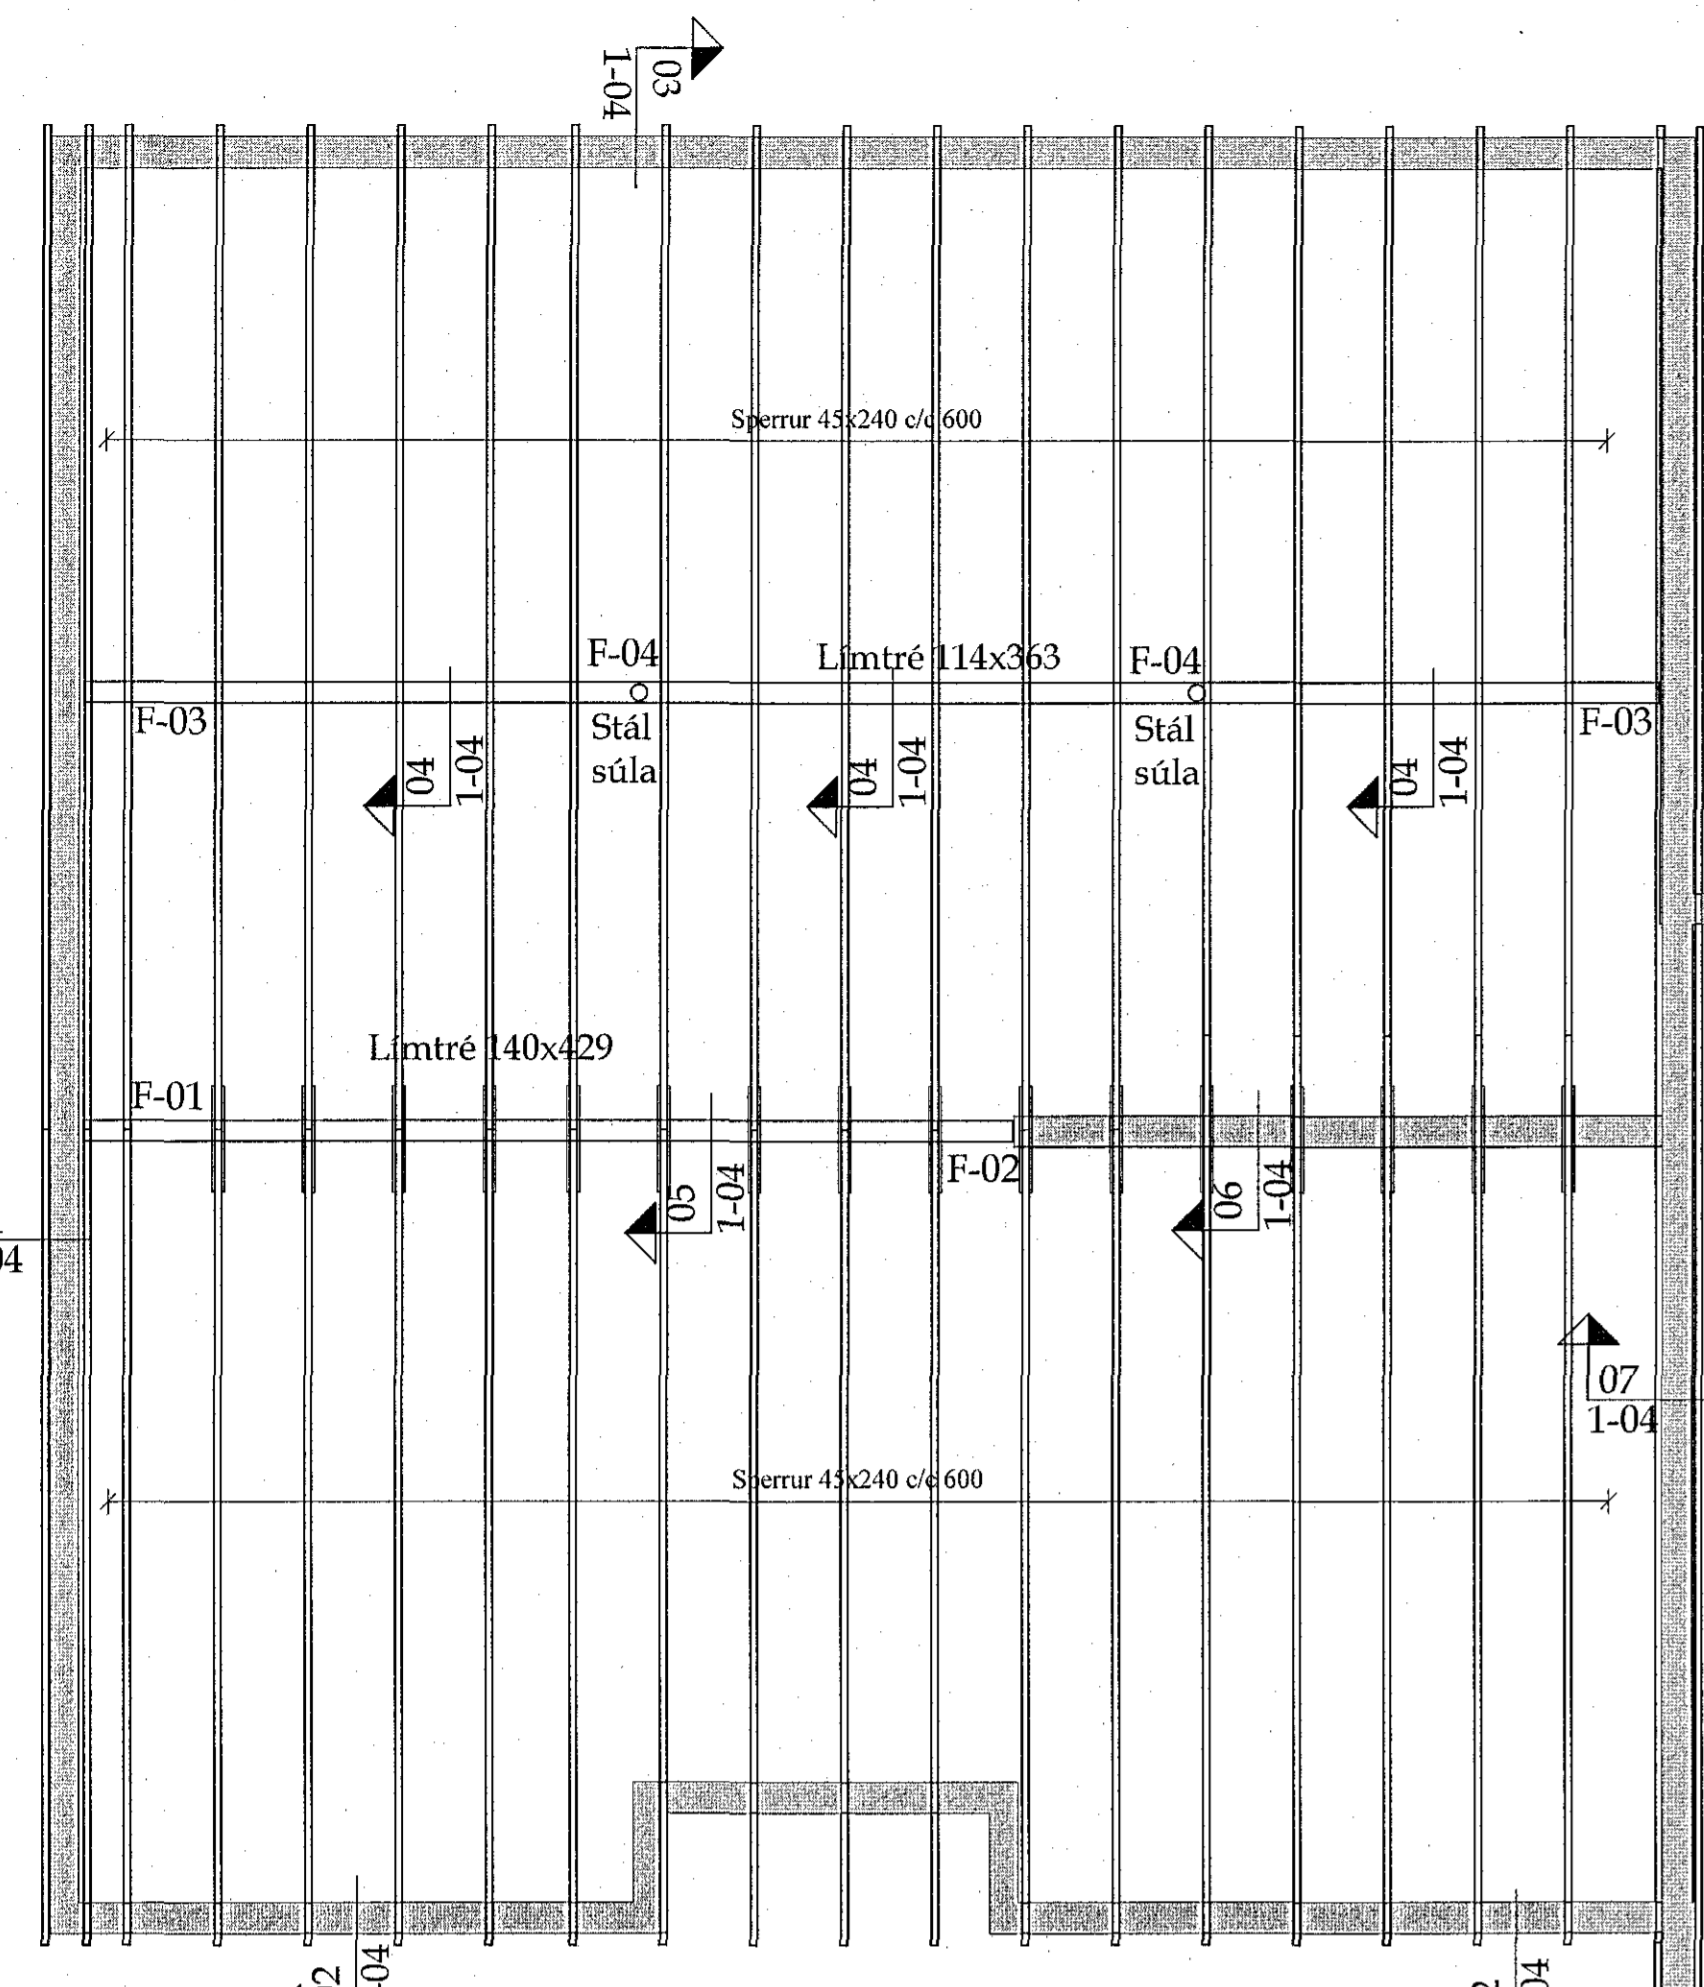 03
1-04
Sperrur 45x240 c/c 600
F-04
Límtré 114x363
F-04
F-03
Stál
súla
Stál
súla
F-03
04
1-04
04
1-04
04
1-04
Límtré 140x429
F-01
F-02
05
1-04
06
1-04
07
1-04
Sperrur 45x240 c/c 600